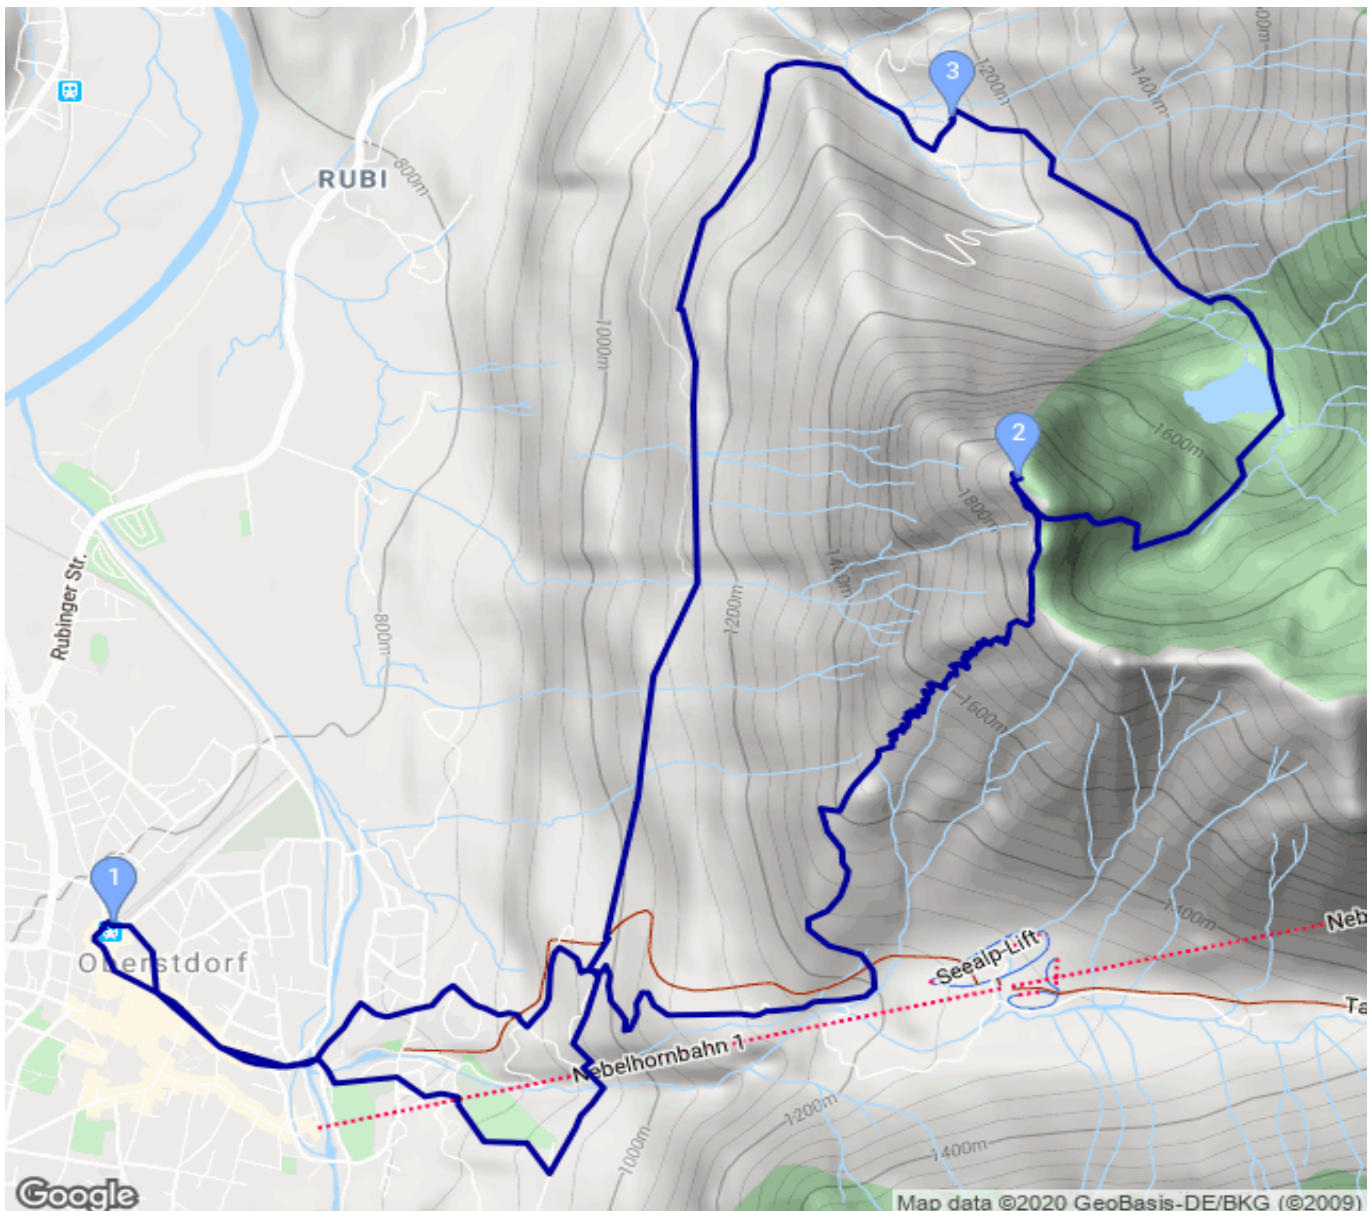 3
1200m
1400m
00m
RUBI
800m
1000m
2
1600m
1800m
1400m
Rubinger Str.
1200m
800m
1600m
1
Oberstdorf
1400m
Neb
Seealp-Lift
Ta
Nebelhornbahn 1
1200m
1000m
1400m
Google
Map data ©2020 GeoBasis-DE/BKG (©2009)